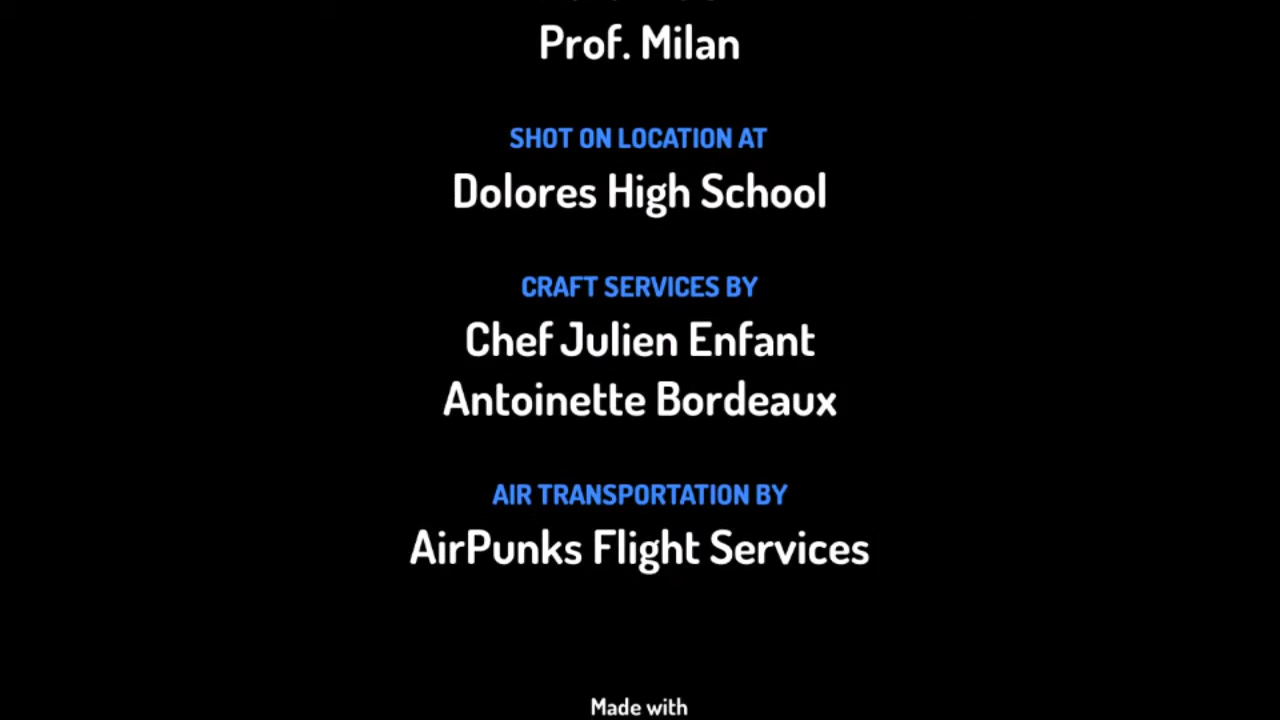 Prof. Milan
SHOT ON LOCATION AT
Dolores High School
CRAFT SERVICES BY
Chef Julien Enfant
Antoinette Bordeaux
AIR TRANSPORTATION BY
AirPunks Flight Services
Made with